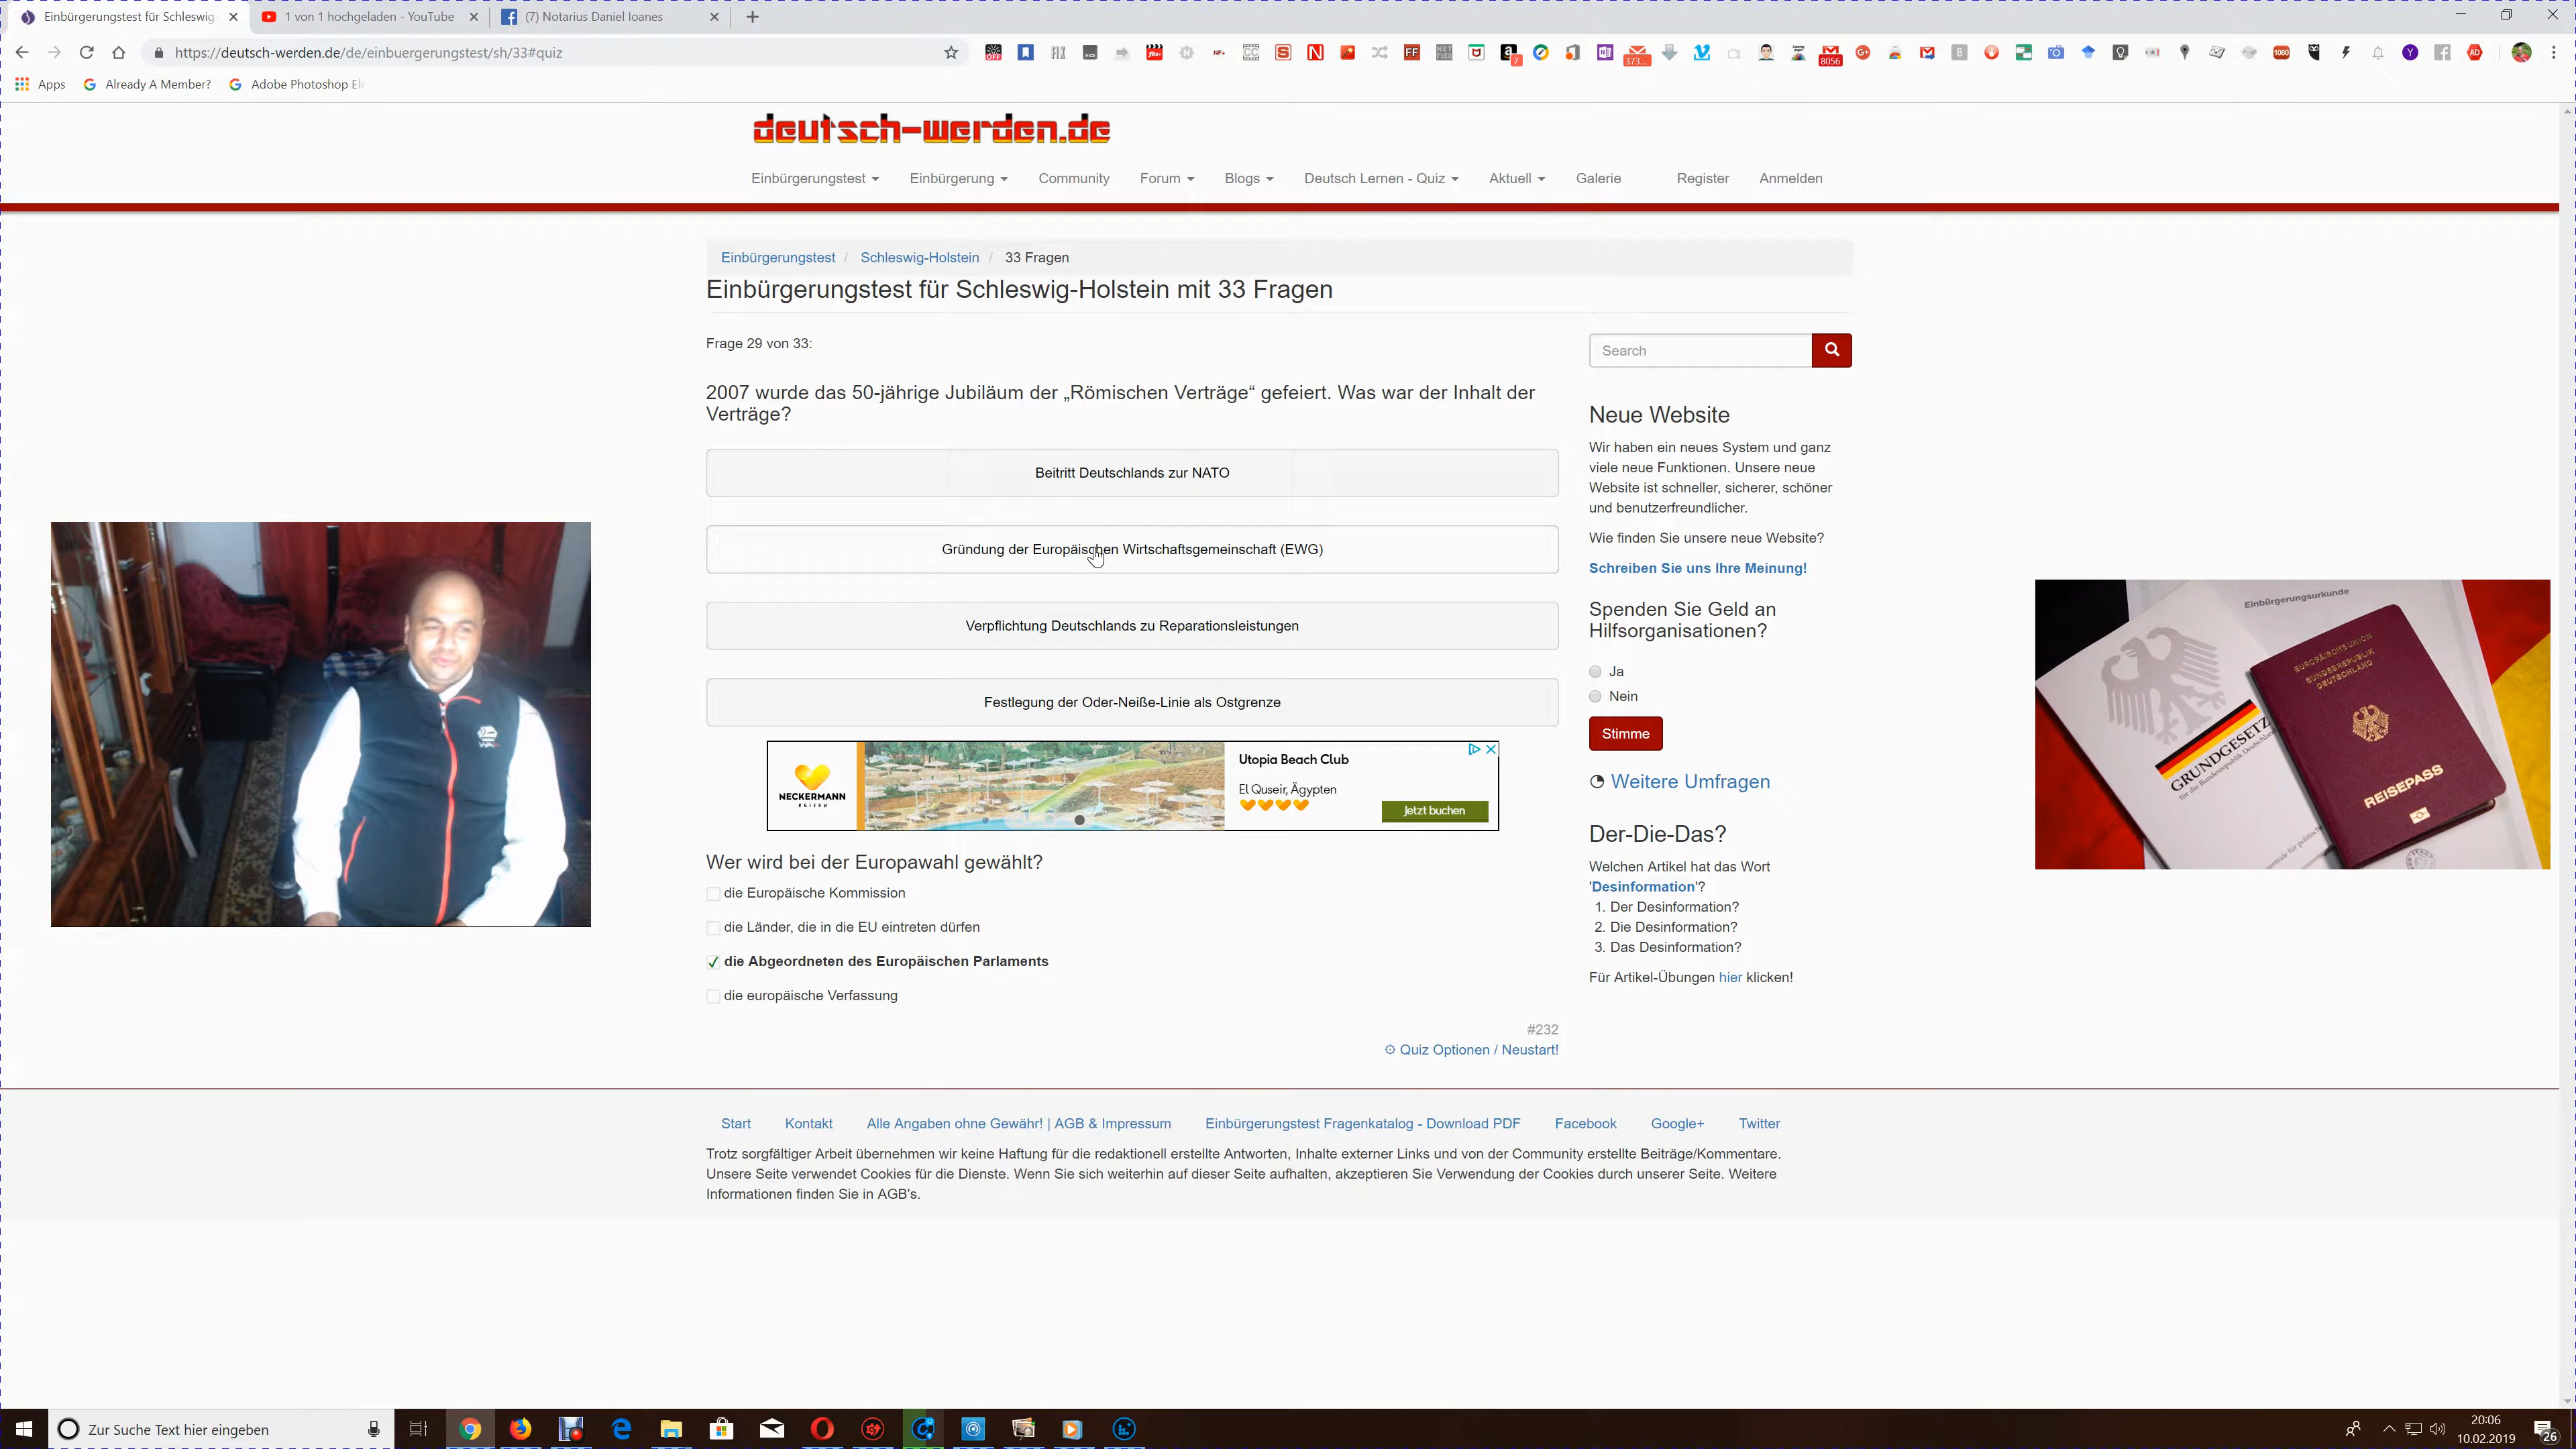 Einbürgerungstest für Schleswig-
1 von 1 hochgeladen - YouTube
(7) Notarius Daniel Ioanes
https://deutsch-werden.de/de/einbuergerungstest/sh/33#quiz
Apps
Already A Member?
Adobe Photoshop Ele
deutsch-werden.de
Einbürgerungstest
Einbürgerung
Community
Forum
Blogs
Deutsch Lernen - Quiz
Aktuell
Galerie
Register
Anmelden
Einbürgerungstest / Schleswig-Holstein / 33 Fragen
Einbürgerungstest für Schleswig-Holstein mit 33 Fragen
Frage 29 von 33:
2007 wurde das 50-jährige Jubiläum der „Römischen Verträge“ gefeiert. Was war der Inhalt der
Verträge?
Beitritt Deutschlands zur NATO
Gründung der Europäischen Wirtschaftsgemeinschaft (EWG)
Verpflichtung Deutschlands zu Reparationsleistungen
Festlegung der Oder-Neiße-Linie als Ostgrenze
NECKERMANN
REISEN
Utopia Beach Club
El Quseir, Ägypten
Jetzt buchen
Wer wird bei der Europawahl gewählt?
die Europäische Kommission
die Länder, die in die EU eintreten dürfen
die Abgeordneten des Europäischen Parlaments
die europäische Verfassung
#232
Quiz Optionen / Neustart!
Search
Neue Website
Wir haben ein neues System und ganz
viele neue Funktionen. Unsere neue
Website ist schneller, sicherer, schöner
und benutzerfreundlicher.
Wie finden Sie unsere neue Website?
Schreiben Sie uns Ihre Meinung!
Spenden Sie Geld an
Hilfsorganisationen?
Ja
Nein
Stimme
Weitere Umfragen
Der-Die-Das?
Welchen Artikel hat das Wort
'Desinformation'?
1. Der Desinformation?
2. Die Desinformation?
3. Das Desinformation?
Für Artikel-Übungen hier klicken!
Einbürgerungsurkunde
GRUNDGESETZ
EUROPÄISCHE UNION
BUNDESREPUBLIK
DEUTSCHLAND
REISEPASS
Start
Kontakt
Alle Angaben ohne Gewähr! | AGB & Impressum
Einbürgerungstest Fragenkatalog - Download PDF
Facebook
Google+
Twitter
Trotz sorgfältiger Arbeit übernehmen wir keine Haftung für die redaktionell erstellte Antworten, Inhalte externer Links und von der Community erstellte Beiträge/Kommentare.
Unsere Seite verwendet Cookies für die Dienste. Wenn Sie sich weiterhin auf dieser Seite aufhalten, akzeptieren Sie Verwendung der Cookies durch unserer Seite. Weitere
Informationen finden Sie in AGB's.
Zur Suche Text hier eingeben
20:06
10.02.2019
26